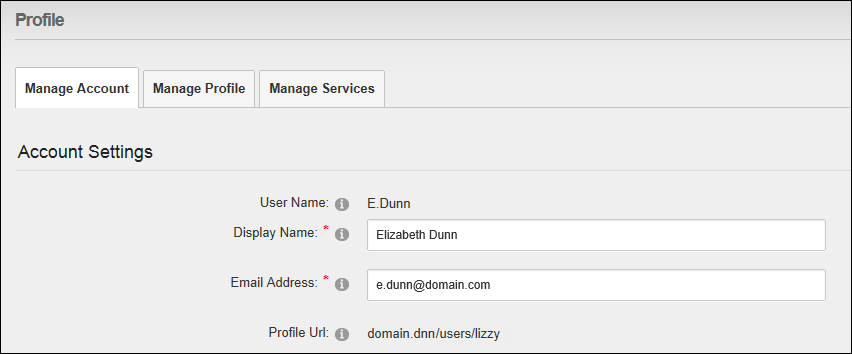 Profile
Manage Account Manage Profile Manage Services
Account Settings
User Name: E.Dunn
Display Name: * Elizabeth Dunn
Email Address: * e.dunn@domain.com
Profile Url: domain.dnn/users/lizzy